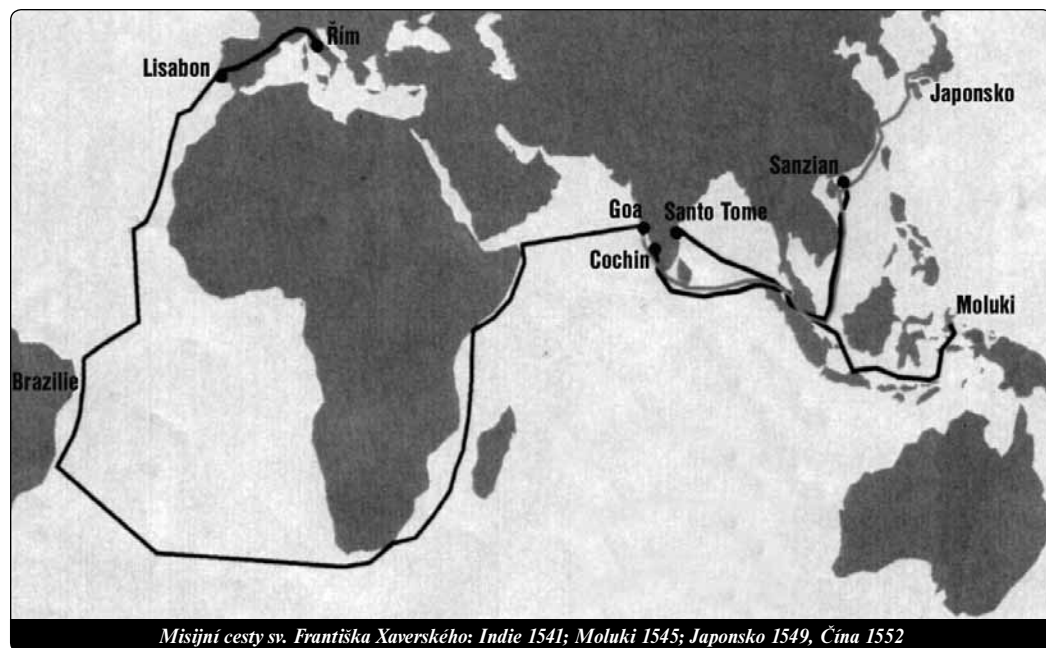 Řím
Lisabon
Japonsko
Sanzian
Goa
Santo Tome
Cochin
Moluki
Brazilie
Misijní cesty sv. Františka Xaverského: Indie 1541; Moluki 1545; Japonsko 1549, Čína 1552